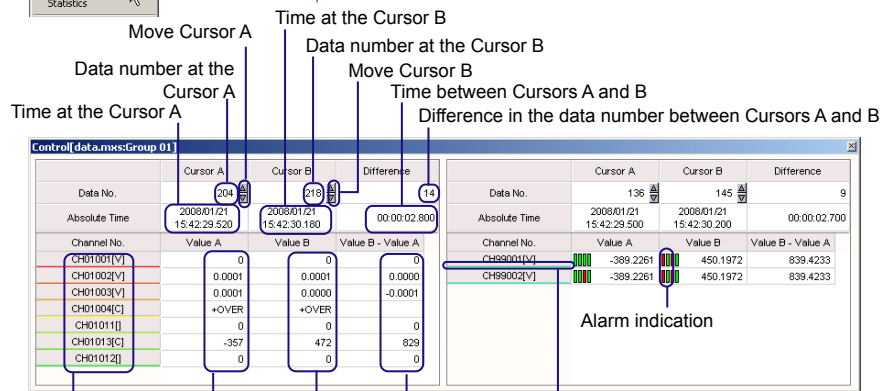 Statistics
Time at the Cursor B
Move Cursor A
Data number at the Cursor B
Data number at the
Cursor A
Move Cursor B
Time between Cursors A and B
Time at the Cursor A
Difference in the data number between Cursors A and B
Control[data.mxs:Group 01]
Cursor A Cursor B Difference
Data No. 204 218 14
Absolute Time 2008/01/21 15:42:29.520 2008/01/21 15:42:30.180 00:00:02.800
Channel No. Value A Value B Value B - Value A
CH01001[V] 0 0 0
CH01002[V] 0.0001 0.0001 0.0000
CH01003[V] 0.0001 0.0000 -0.0001
CH01004[C] +OVER +OVER
CH01011[] 0 0 0
CH01013[C] -357 472 829
CH01012[] 0 0 0
Cursor A Cursor B Difference
Data No. 136 145 9
Absolute Time 2008/01/21 15:42:29.500 2008/01/21 15:42:30.200 00:00:02.700
Channel No. Value A Value B Value B - Value A
CH99001[V] -389.2261 450.1972 839.4233
CH99002[V] -389.2261 450.1972 839.4233
Alarm indication